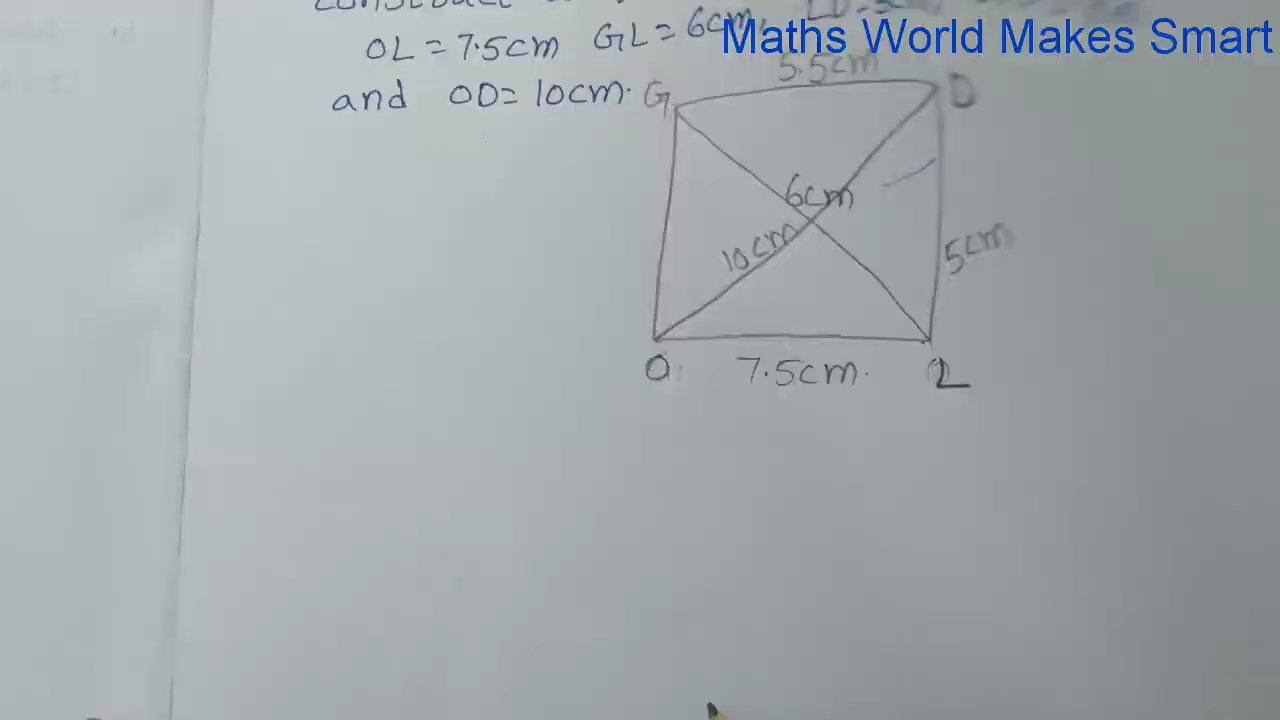 OL = 7.5cm GL = 6cm,
Maths World Makes Smart
and OD = 10cm. G
5.5cm
D
6cm
10cm
5cm
O
7.5cm.
L